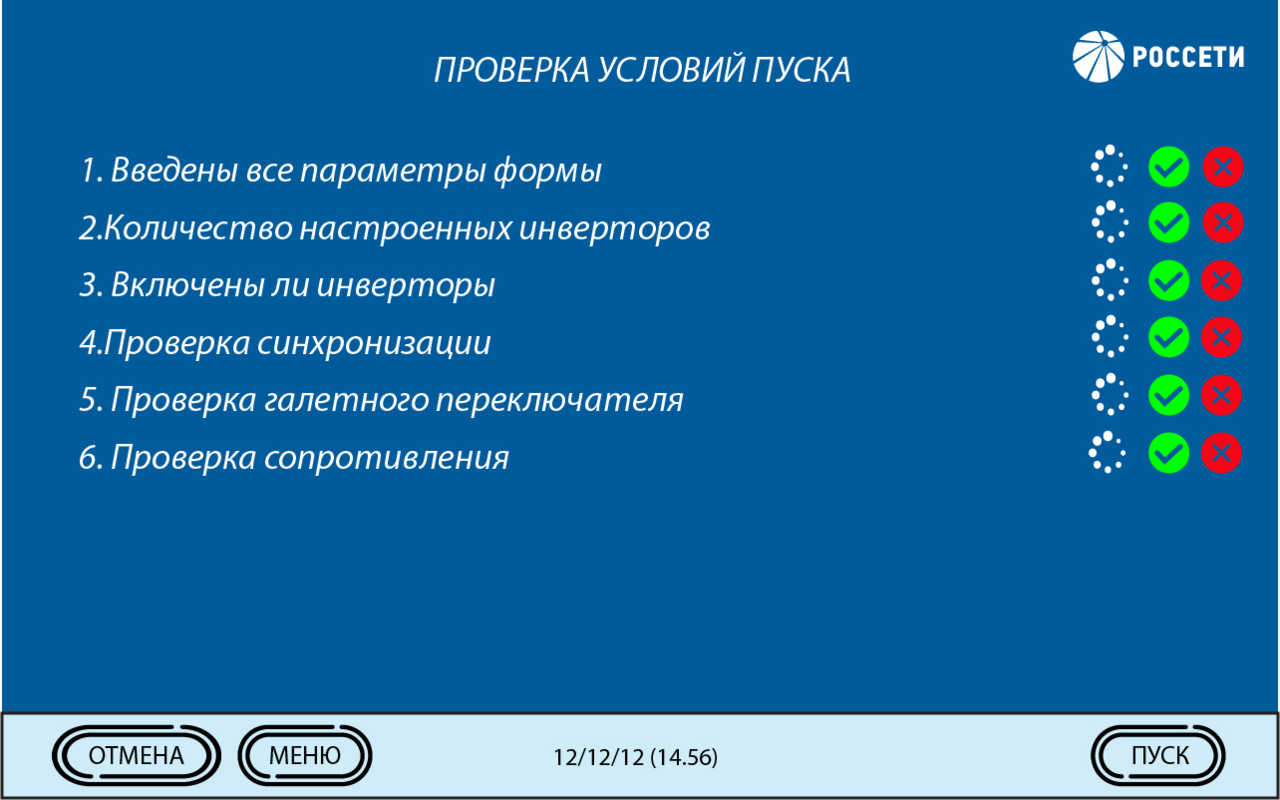 ПРОВЕРКА УСЛОВИЙ ПУСКА
РОССЕТИ
1. Введены все параметры формы
2.Количество настроенных инверторов
3. Включены ли инверторы
4.Проверка синхронизации
5. Проверка галетного переключателя
6. Проверка сопротивления
ОТМЕНА
МЕНЮ
12/12/12 (14.56)
ПУСК